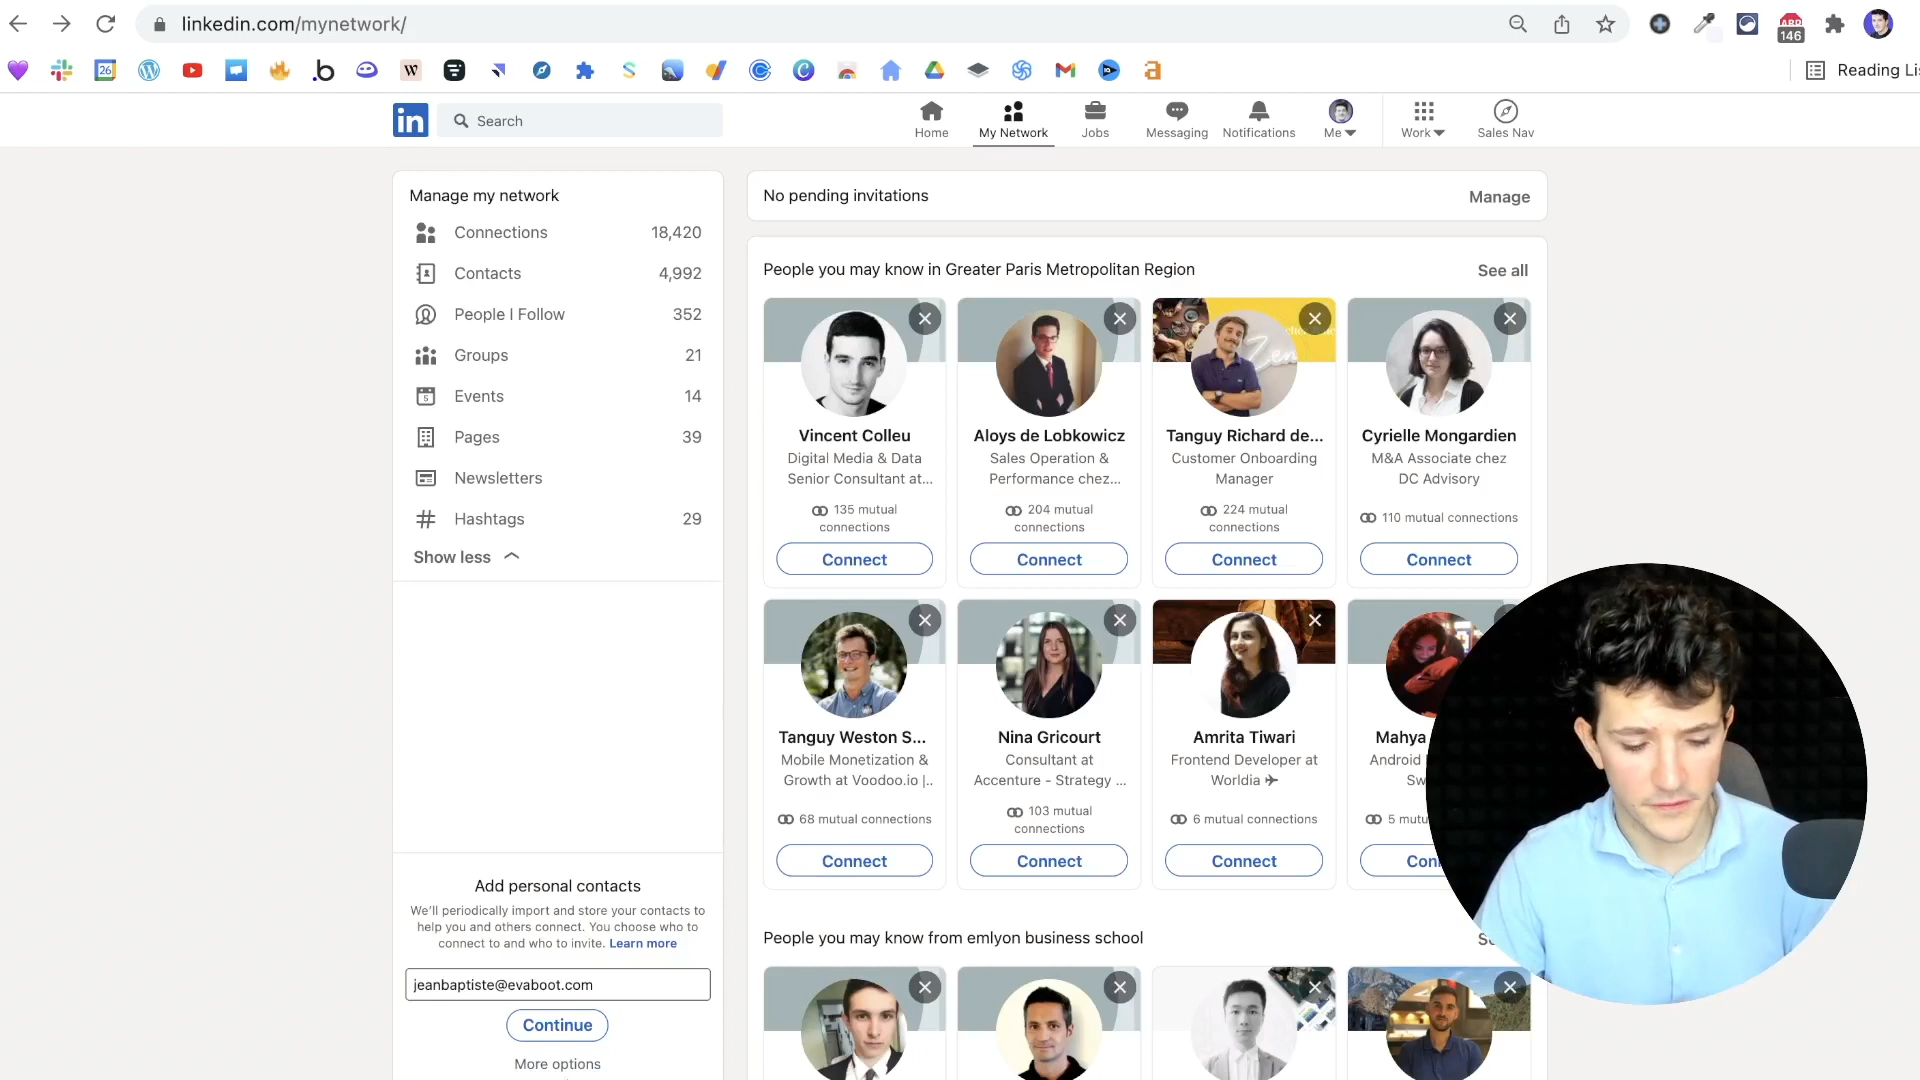 linkedin.com/mynetwork/
146
26
Reading Lis
in
Search
Home
My Network
Jobs
Messaging
Notifications
Me
Work
Sales Nav
Manage my network
Connections 18,420
Contacts 4,992
People I Follow 352
Groups 21
Events 14
Pages 39
Newsletters
Hashtags 29
Show less
Add personal contacts
We'll periodically import and store your contacts to
help you and others connect. You choose who to
connect to and who to invite. Learn more
jeanbaptiste@evaboot.com
Continue
More options
No pending invitations
Manage
People you may know in Greater Paris Metropolitan Region
See all
Vincent Colleu
Digital Media & Data
Senior Consultant at...
135 mutual
connections
Connect
Aloys de Lobkowicz
Sales Operation &
Performance chez...
204 mutual
connections
Connect
Tanguy Richard de...
Customer Onboarding
Manager
224 mutual
connections
Connect
Cyrielle Mongardien
M&A Associate chez
DC Advisory
110 mutual connections
Connect
Tanguy Weston S...
Mobile Monetization &
Growth at Voodoo.io |..
68 mutual connections
Connect
Nina Gricourt
Consultant at
Accenture - Strategy ...
103 mutual
connections
Connect
Amrita Tiwari
Frontend Developer at
Worldia ✈
6 mutual connections
Connect
Mahya
Android
Sw
5 mutu
Con
People you may know from emlyon business school